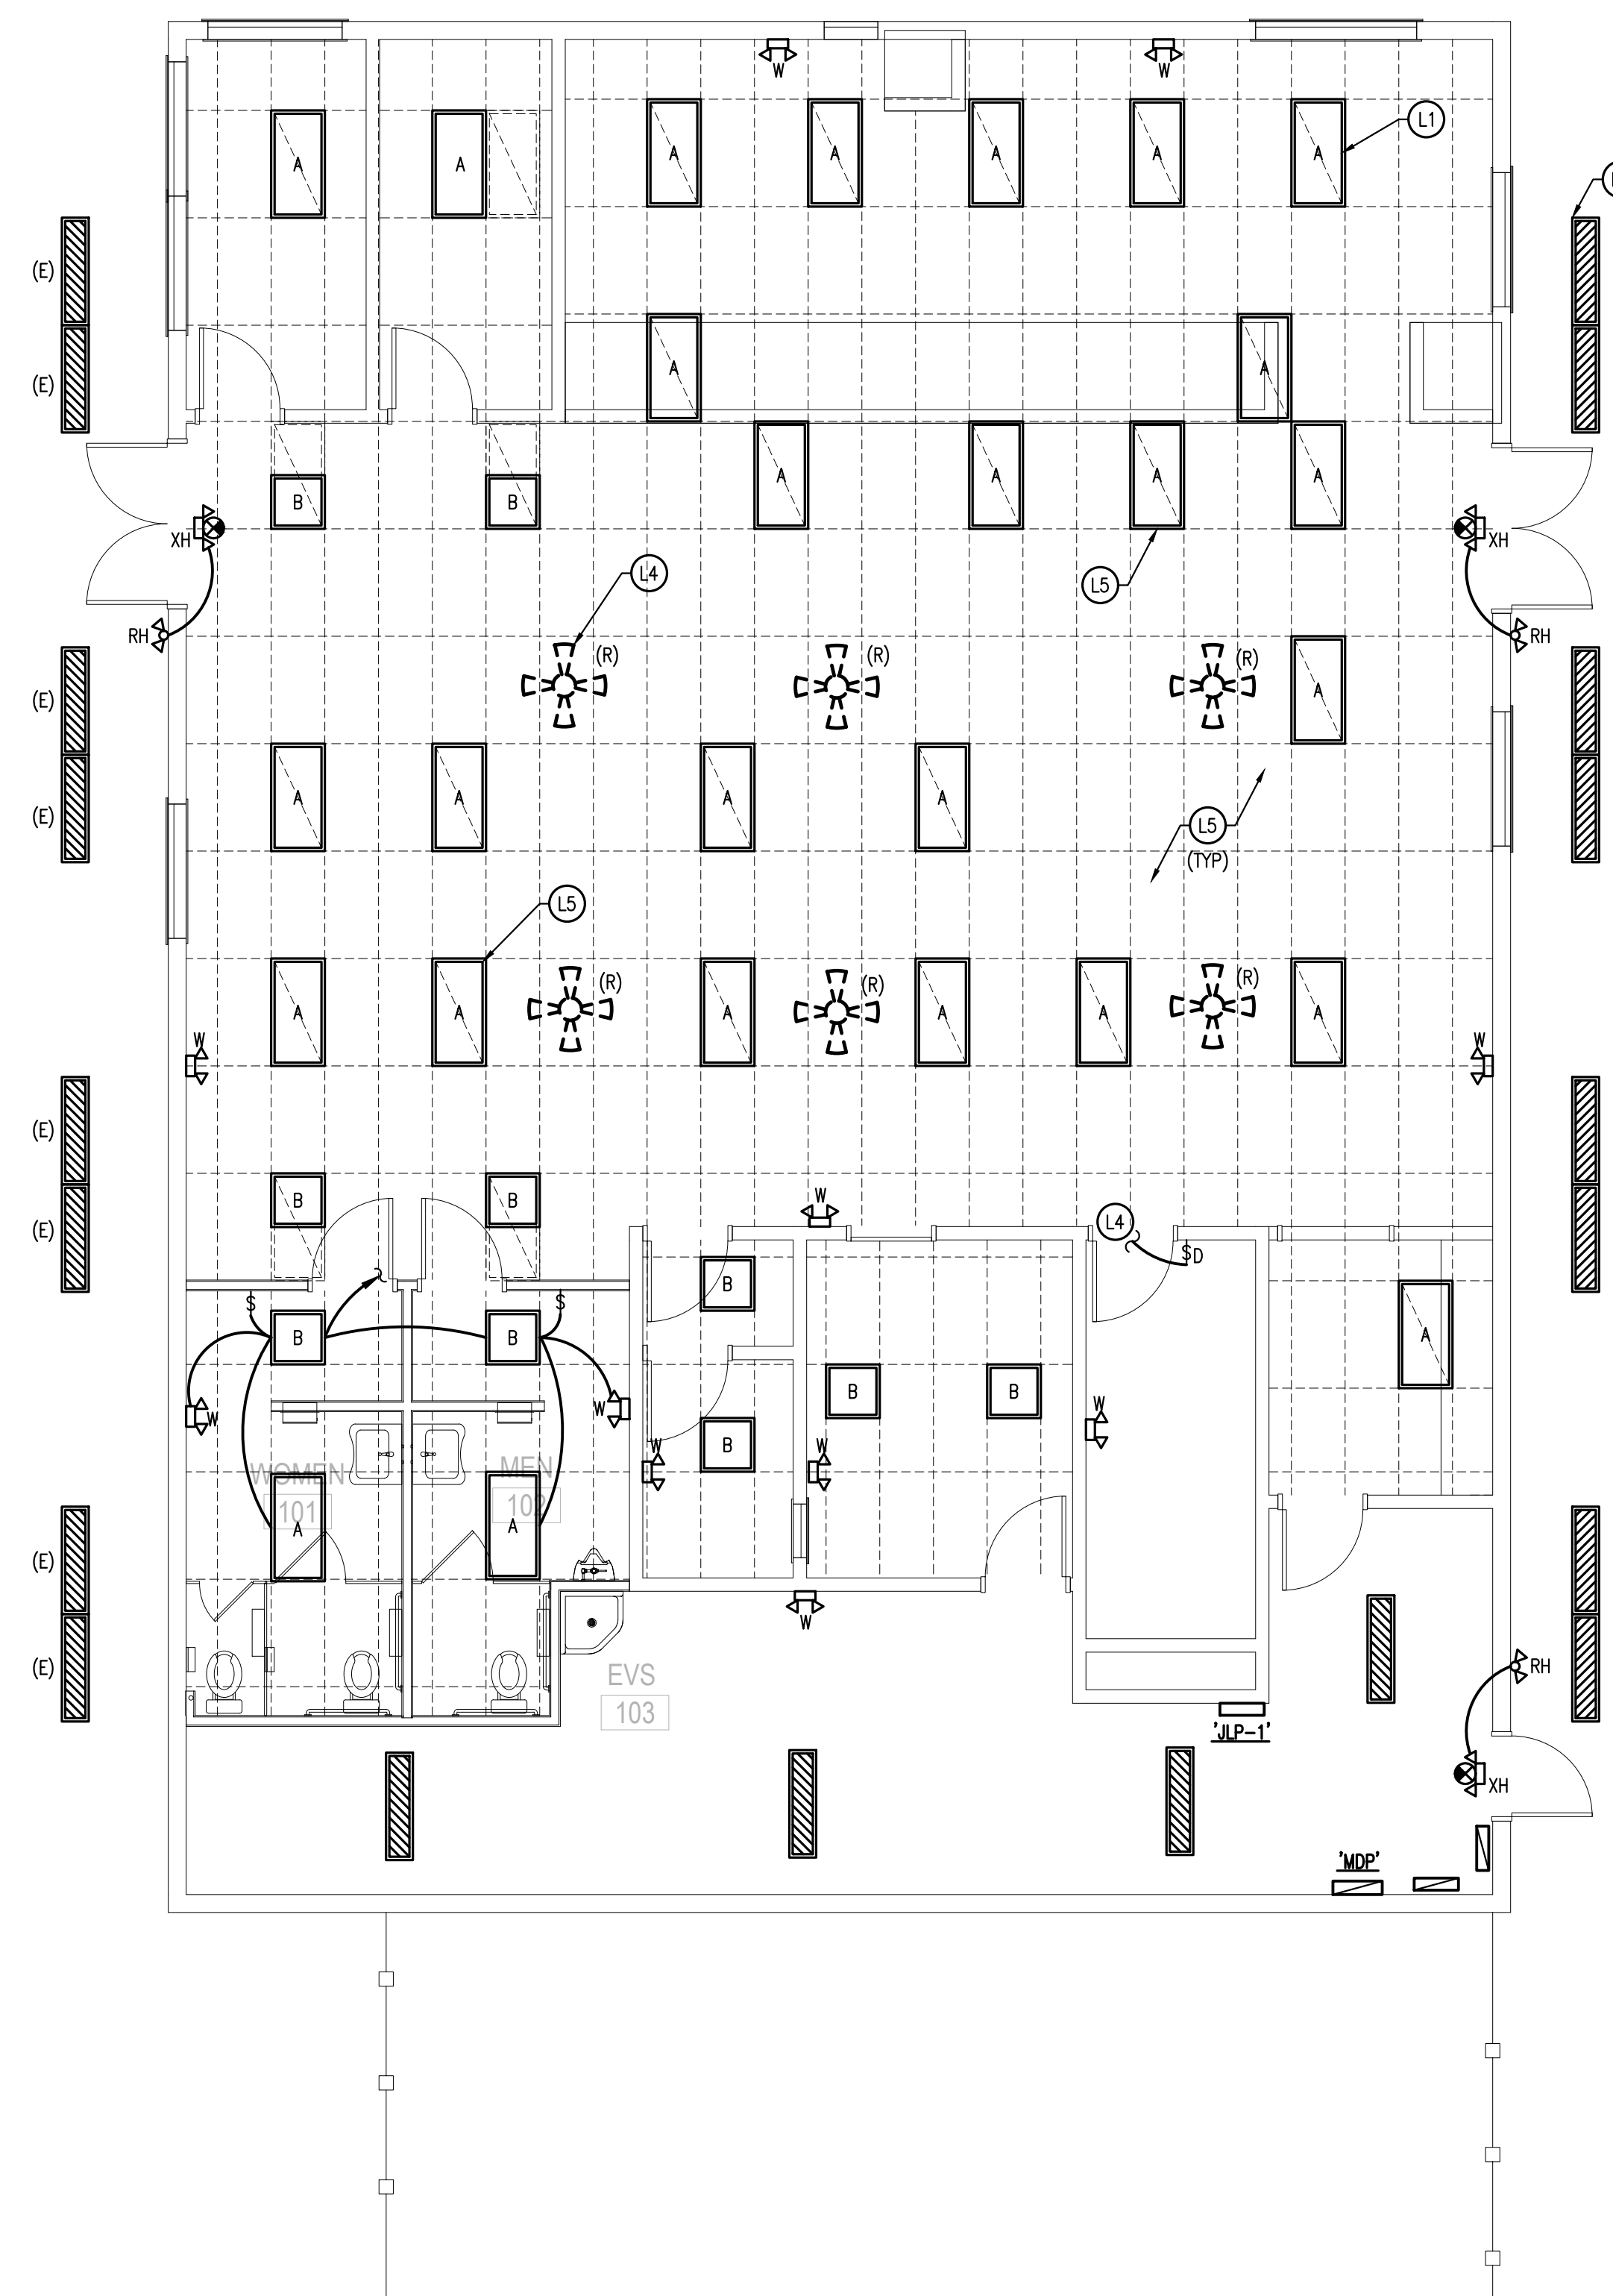 W W
L1
A A A A A A A
(E)
A A
(E)
A A A A
B B
XH XH
L4 L5
RH RH
(R) (R) (R)
(E) A
A A A A
(E) L5
(TYP)
L5
(R) (R) (R)
A A A A A A
W W
(E)
W
B B
L4
(E)
SD
B
S S
B B A
B B
W W W
B W W
WOMEN MEN
101 102
A A
(E)
W
(E)
RH
EVS
103
'JLP-1'
XH
'MDP'